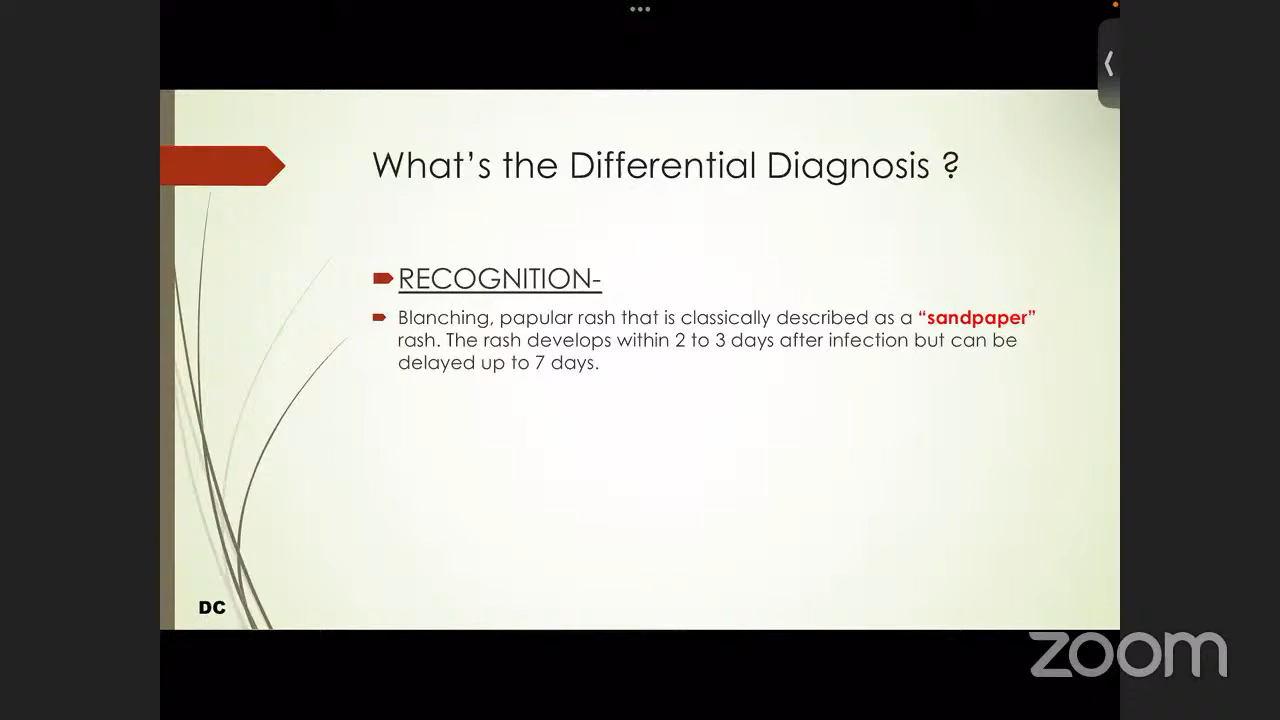 What's the Differential Diagnosis ?
RECOGNITION-
Blanching, papular rash that is classically described as a “sandpaper”
rash. The rash develops within 2 to 3 days after infection but can be
delayed up to 7 days.
DC
zoom